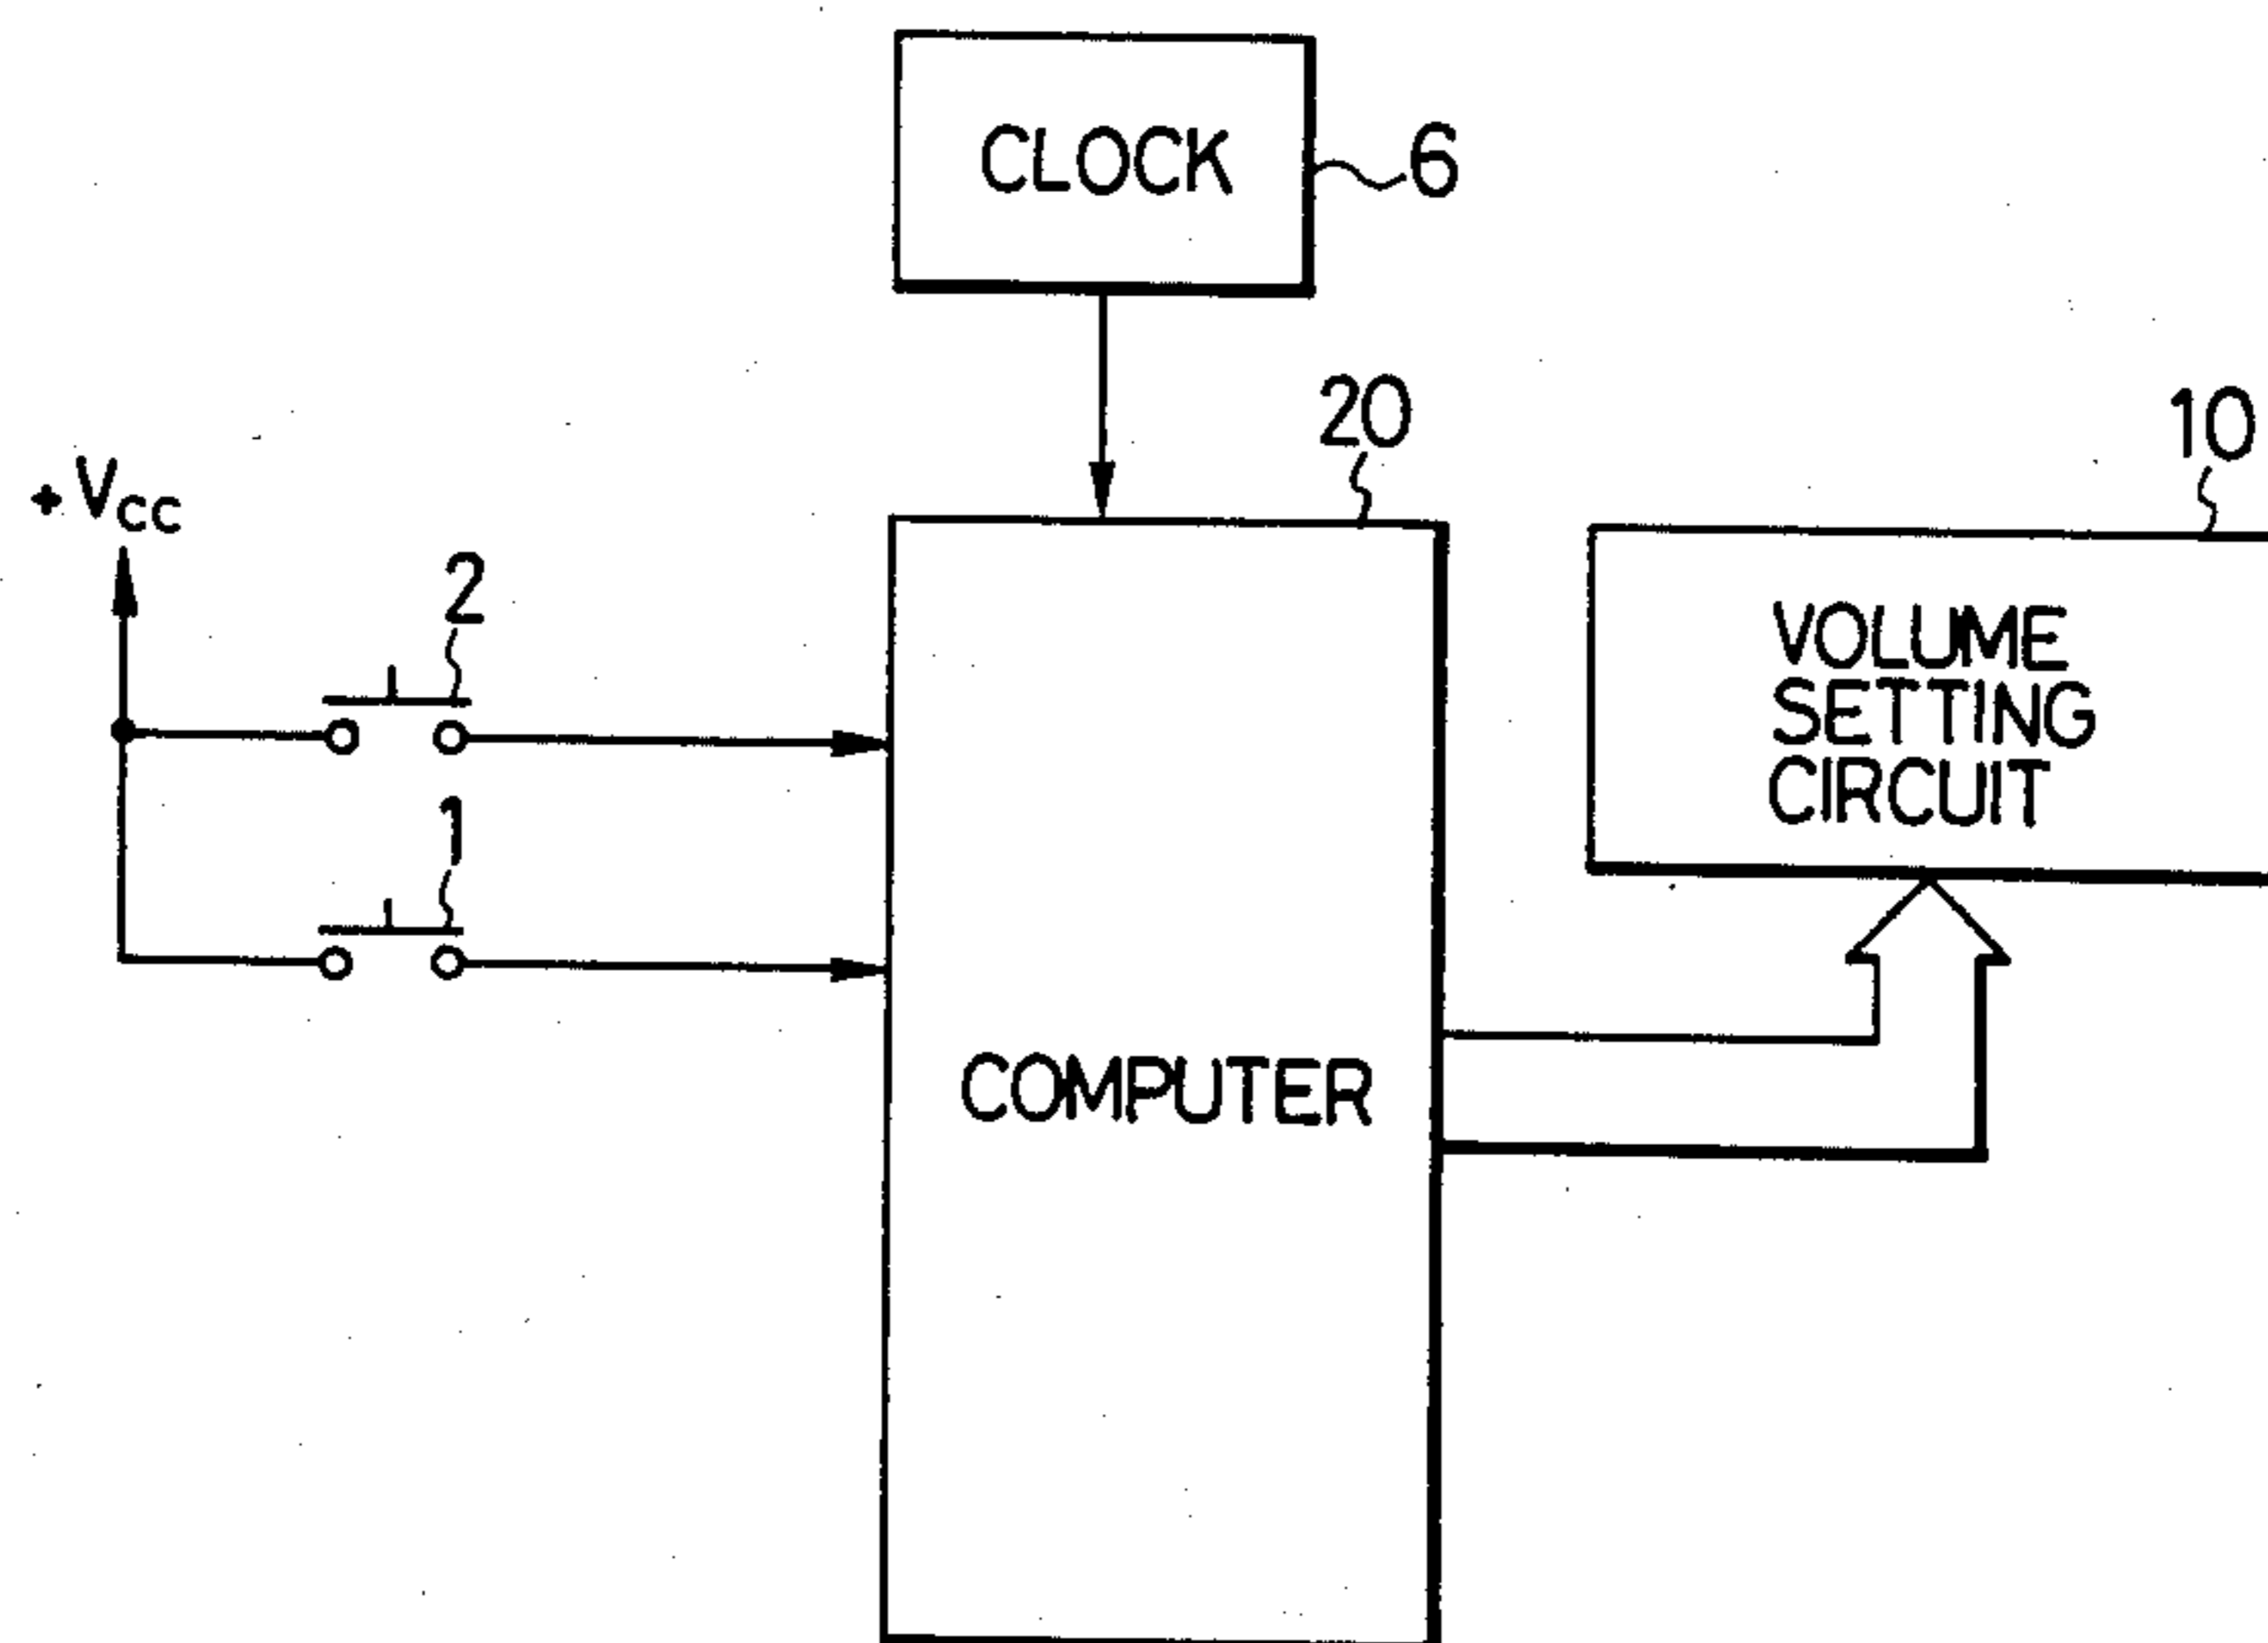 CLOCK
6
20
10
+Vcc
2
VOLUME
SETTING
CIRCUIT
1
COMPUTER